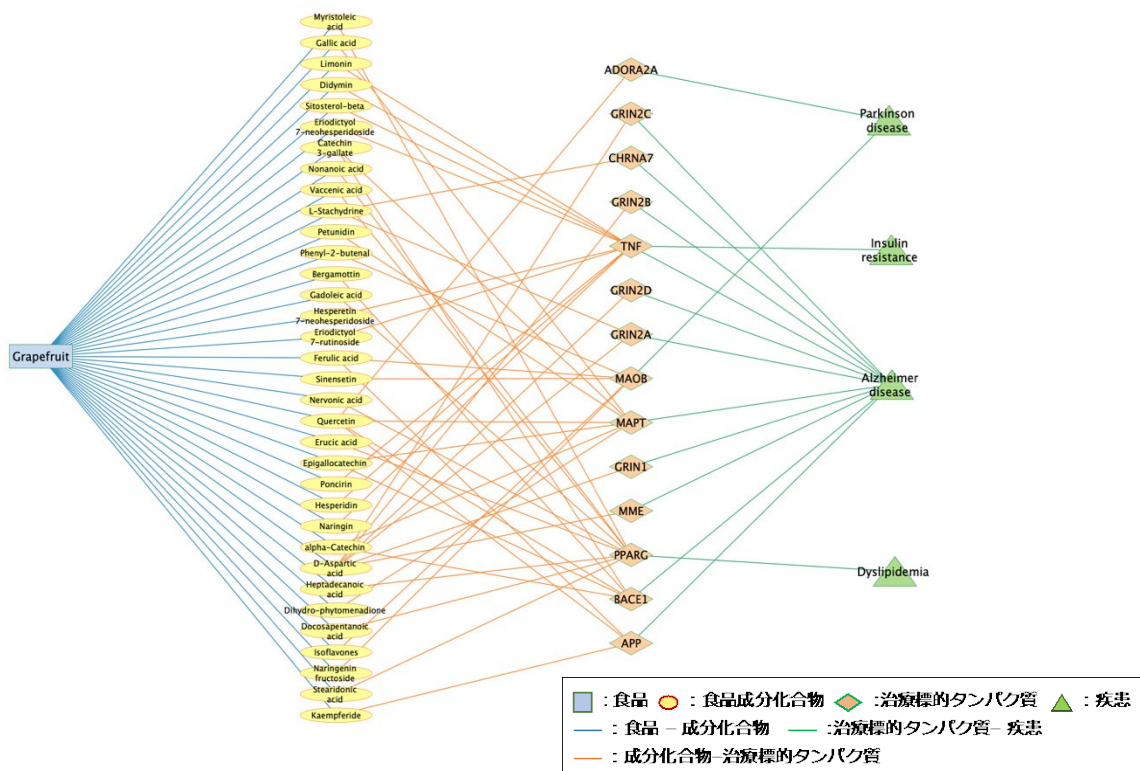 Grapefruit
Myristoleic
acid
Gallic acid
Limonin
Didymin
Sitosterol-beta
Eriodictyol
7-neohesperidoside
Catechin
3-gallate
Nonanoic acid
Vaccenic acid
L-Stachydrine
Petunidin
Phenyl-2-butenal
Bergamottin
Gadoleic acid
Hesperetin
7-neohesperidoside
Eriodictyol
7-rutinoside
Ferulic acid
Sinensetin
Nervonic acid
Quercetin
Erucic acid
Epigallocatechin
Poncirin
Hesperidin
Naringin
alpha-Catechin
D-Aspartic
acid
Heptadecanoic
acid
Dihydro-phytomenadione
Docosapentanoic
acid
Isoflavones
Naringenin
fructoside
Stearidonic
acid
Kaempferide
ADORA2A
GRIN2C
CHRNA7
GRIN2B
TNF
GRIN2D
GRIN2A
MAOB
MAPT
GRIN1
MME
PPARG
BACE1
APP
Parkinson
disease
Insulin
resistance
Alzheimer
disease
Dyslipidemia
：食品 ：食品成分化合物 ：治療標的タンパク質 ：疾患
：食品 – 成分化合物 ：治療標的タンパク質– 疾患
：成分化合物–治療標的タンパク質